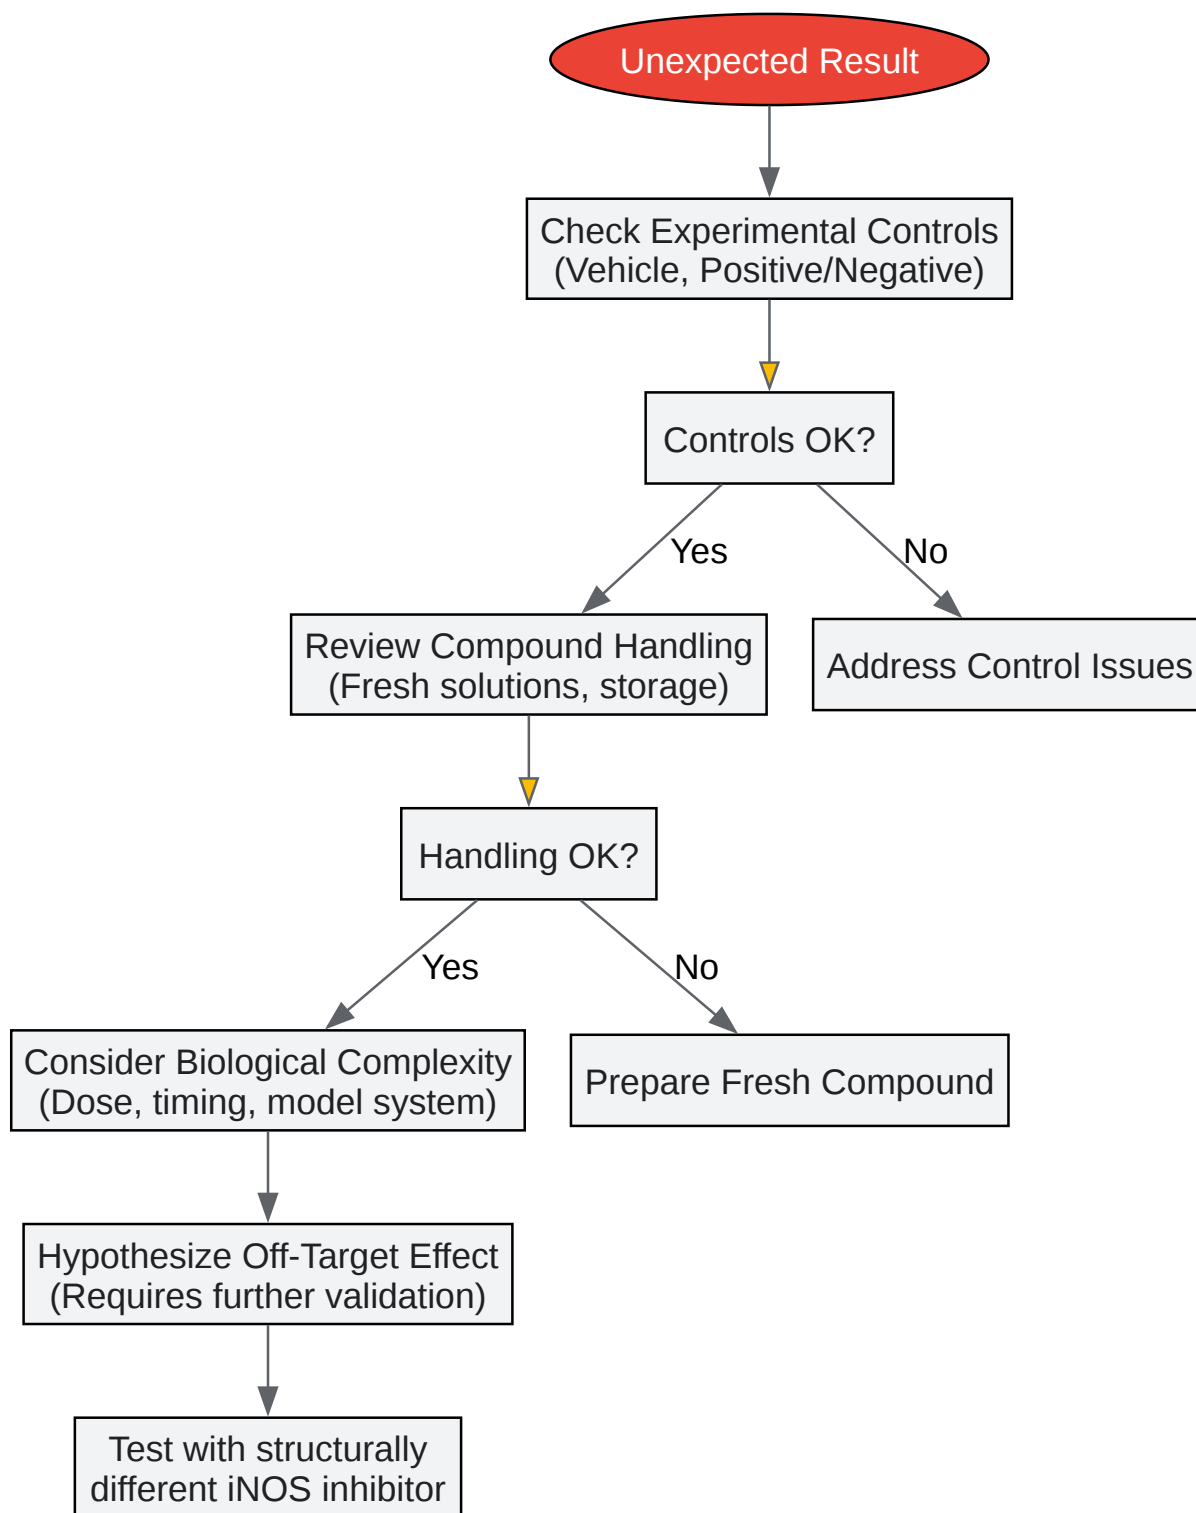 Unexpected Result
Check Experimental Controls
(Vehicle, Positive/Negative)
Controls OK?
Yes
No
Review Compound Handling
(Fresh solutions, storage)
Address Control Issues
Handling OK?
Yes
No
Consider Biological Complexity
(Dose, timing, model system)
Prepare Fresh Compound
Hypothesize Off-Target Effect
(Requires further validation)
Test with structurally
different iNOS inhibitor